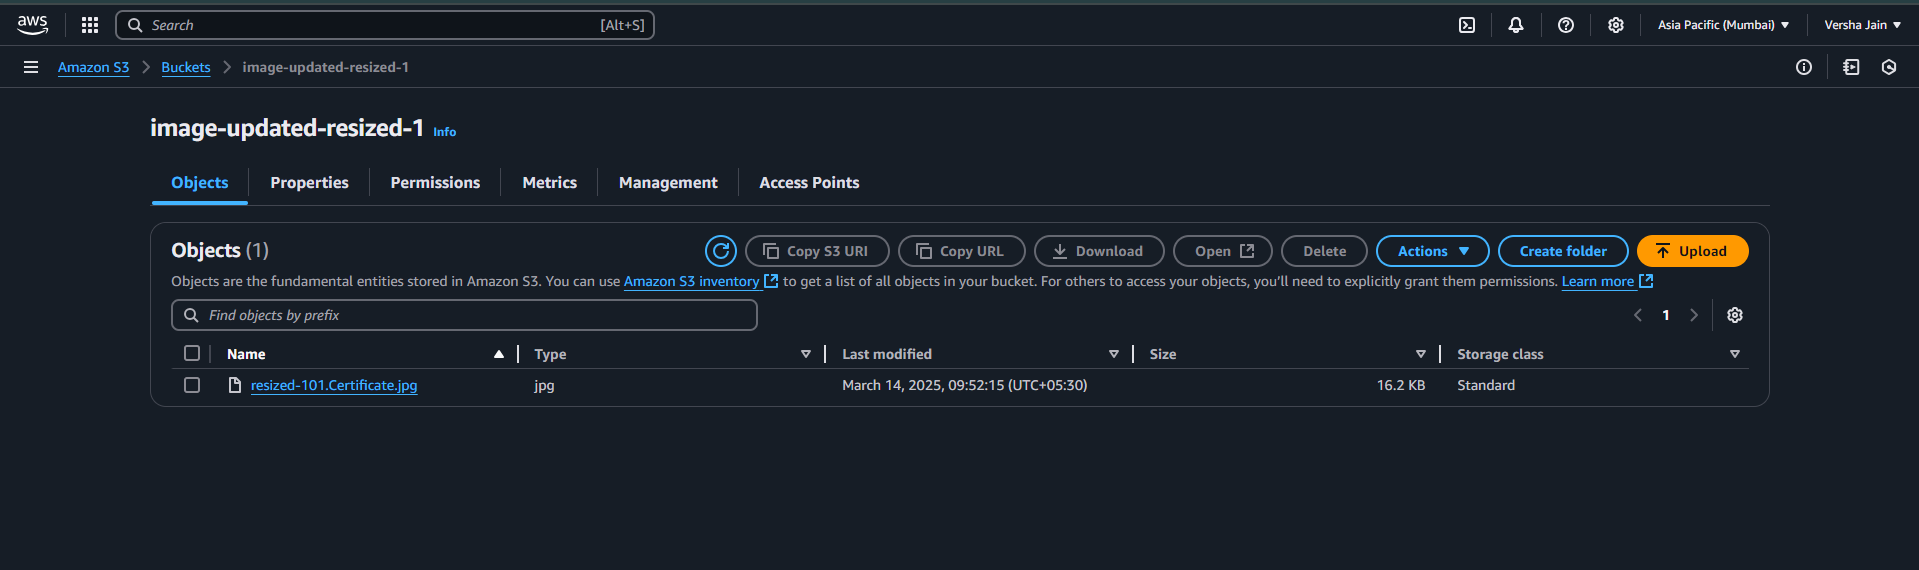 aws Search [Alt+S] Asia Pacific (Mumbai) Versha Jain
Amazon S3 Buckets image-updated-resized-1
image-updated-resized-1 Info
Objects Properties Permissions Metrics Management Access Points
Objects (1) Copy S3 URI Copy URL Download Open Delete Actions Create folder Upload
Objects are the fundamental entities stored in Amazon S3. You can use Amazon S3 inventory to get a list of all objects in your bucket. For others to access your objects, you’ll need to explicitly grant them permissions. Learn more
Find objects by prefix 1
Name Type Last modified Size Storage class
resized-101.Certificate.jpg jpg March 14, 2025, 09:52:15 (UTC+05:30) 16.2 KB Standard